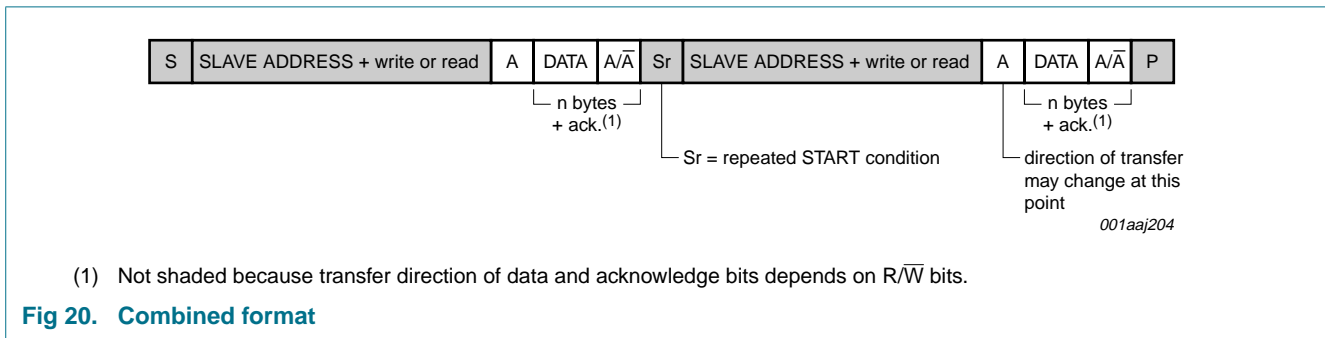 S SLAVE ADDRESS + write or read A DATA A/A̅ Sr SLAVE ADDRESS + write or read A DATA A/A̅ P
n bytes
+ ack.(1)
n bytes
+ ack.(1)
Sr = repeated START condition
direction of transfer
may change at this
point
001aaj204
(1) Not shaded because transfer direction of data and acknowledge bits depends on R/W̅ bits.
Fig 20. Combined format